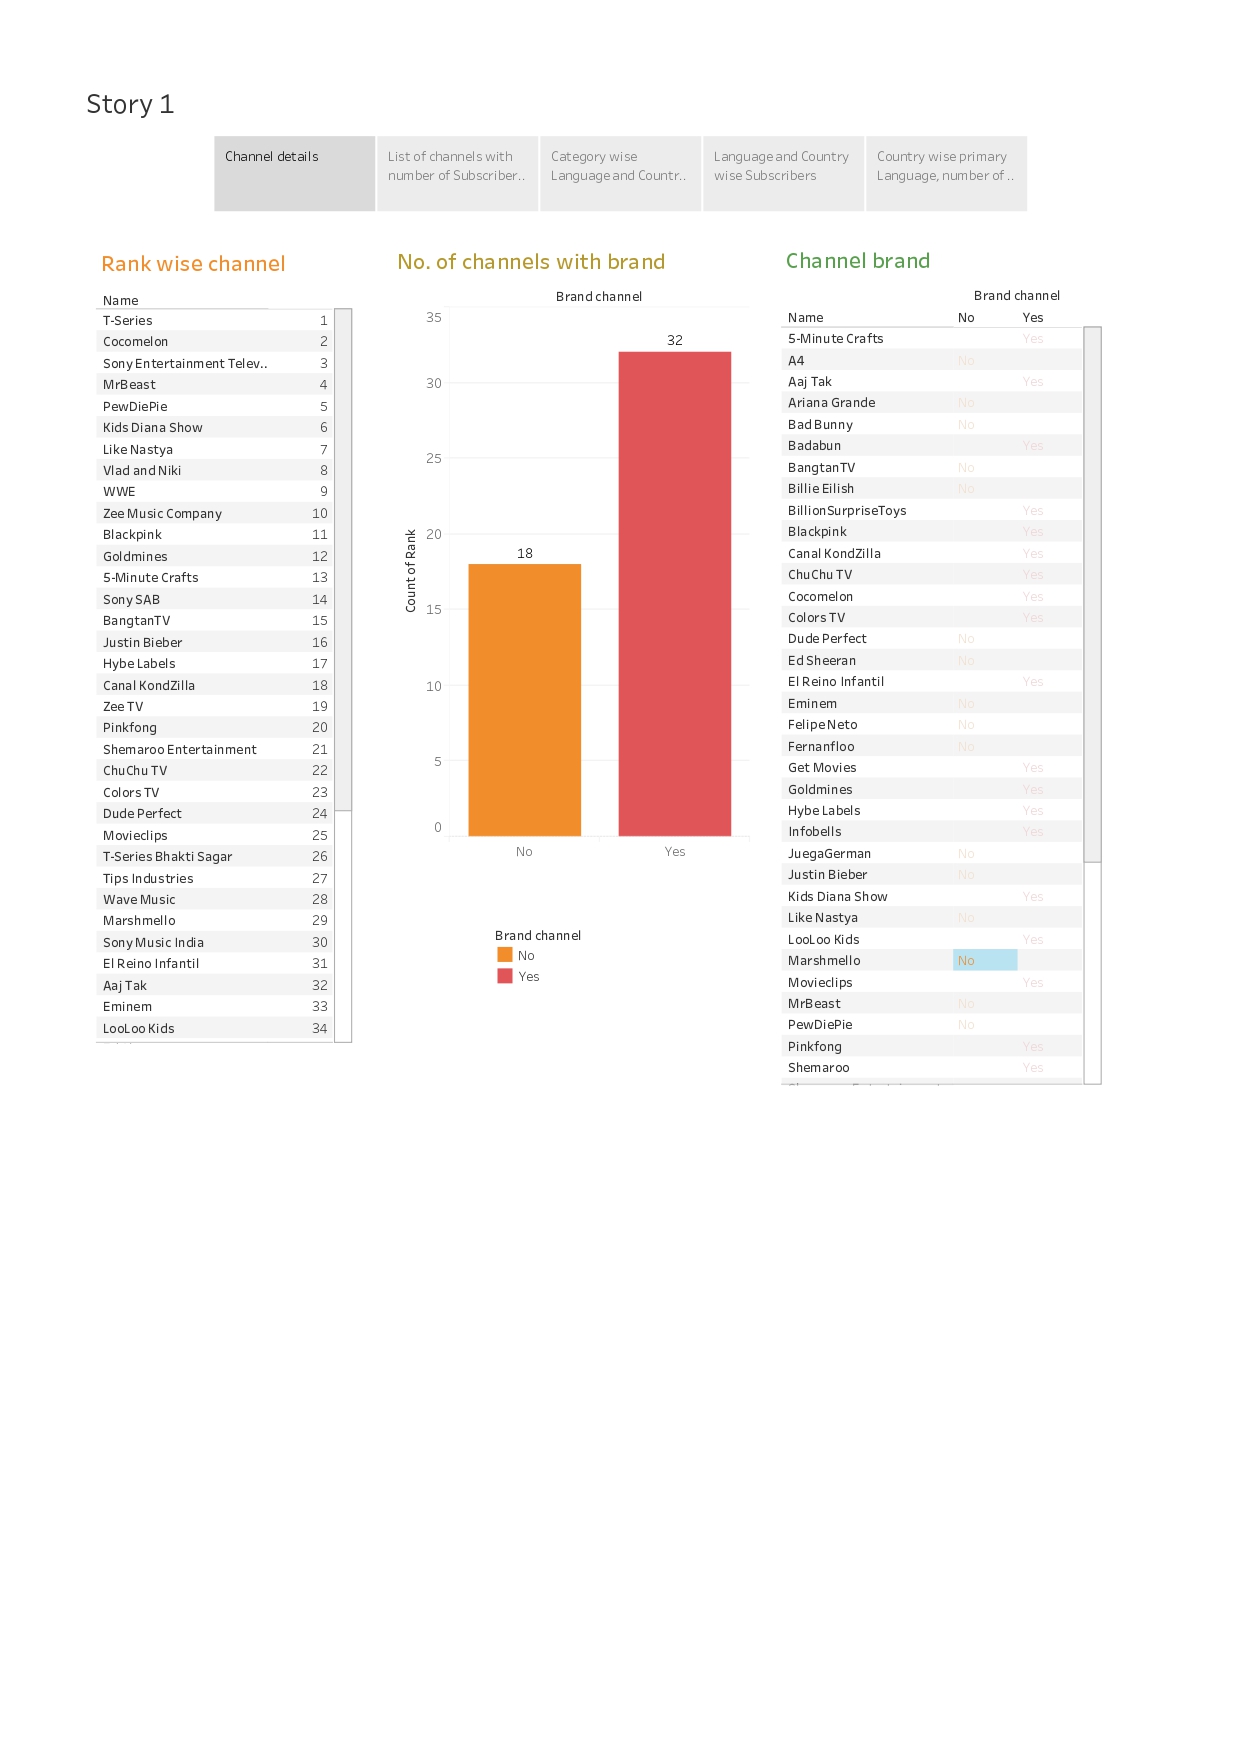 Story 1
Channel details
List of channels with
number of Subscriber..
Category wise
Language and Countr..
Language and Country
wise Subscribers
Country wise primary
Language, number of ..
Rank wise channel
Name
T-Series 1
Cocomelon 2
Sony Entertainment Telev.. 3
MrBeast 4
PewDiePie 5
Kids Diana Show 6
Like Nastya 7
Vlad and Niki 8
WWE 9
Zee Music Company 10
Blackpink 11
Goldmines 12
5-Minute Crafts 13
Sony SAB 14
BangtanTV 15
Justin Bieber 16
Hybe Labels 17
Canal KondZilla 18
Zee TV 19
Pinkfong 20
Shemaroo Entertainment 21
ChuChu TV 22
Colors TV 23
Dude Perfect 24
Movieclips 25
T-Series Bhakti Sagar 26
Tips Industries 27
Wave Music 28
Marshmello 29
Sony Music India 30
El Reino Infantil 31
Aaj Tak 32
Eminem 33
LooLoo Kids 34
No. of channels with brand
Brand channel
35
30
25
20
15
10
5
0
Count of Rank
18
32
No
Yes
Brand channel
No
Yes
Channel brand
Brand channel
Name No Yes
5-Minute Crafts Yes
A4 No
Aaj Tak Yes
Ariana Grande No
Bad Bunny No
Badabun Yes
BangtanTV No
Billie Eilish No
BillionSurpriseToys Yes
Blackpink Yes
Canal KondZilla Yes
ChuChu TV Yes
Cocomelon Yes
Colors TV Yes
Dude Perfect No
Ed Sheeran No
El Reino Infantil Yes
Eminem No
Felipe Neto No
Fernanfloo No
Get Movies Yes
Goldmines Yes
Hybe Labels Yes
Infobells Yes
JuegaGerman No
Justin Bieber No
Kids Diana Show Yes
Like Nastya No
LooLoo Kids Yes
Marshmello No
Movieclips Yes
MrBeast No
PewDiePie No
Pinkfong Yes
Shemaroo Yes